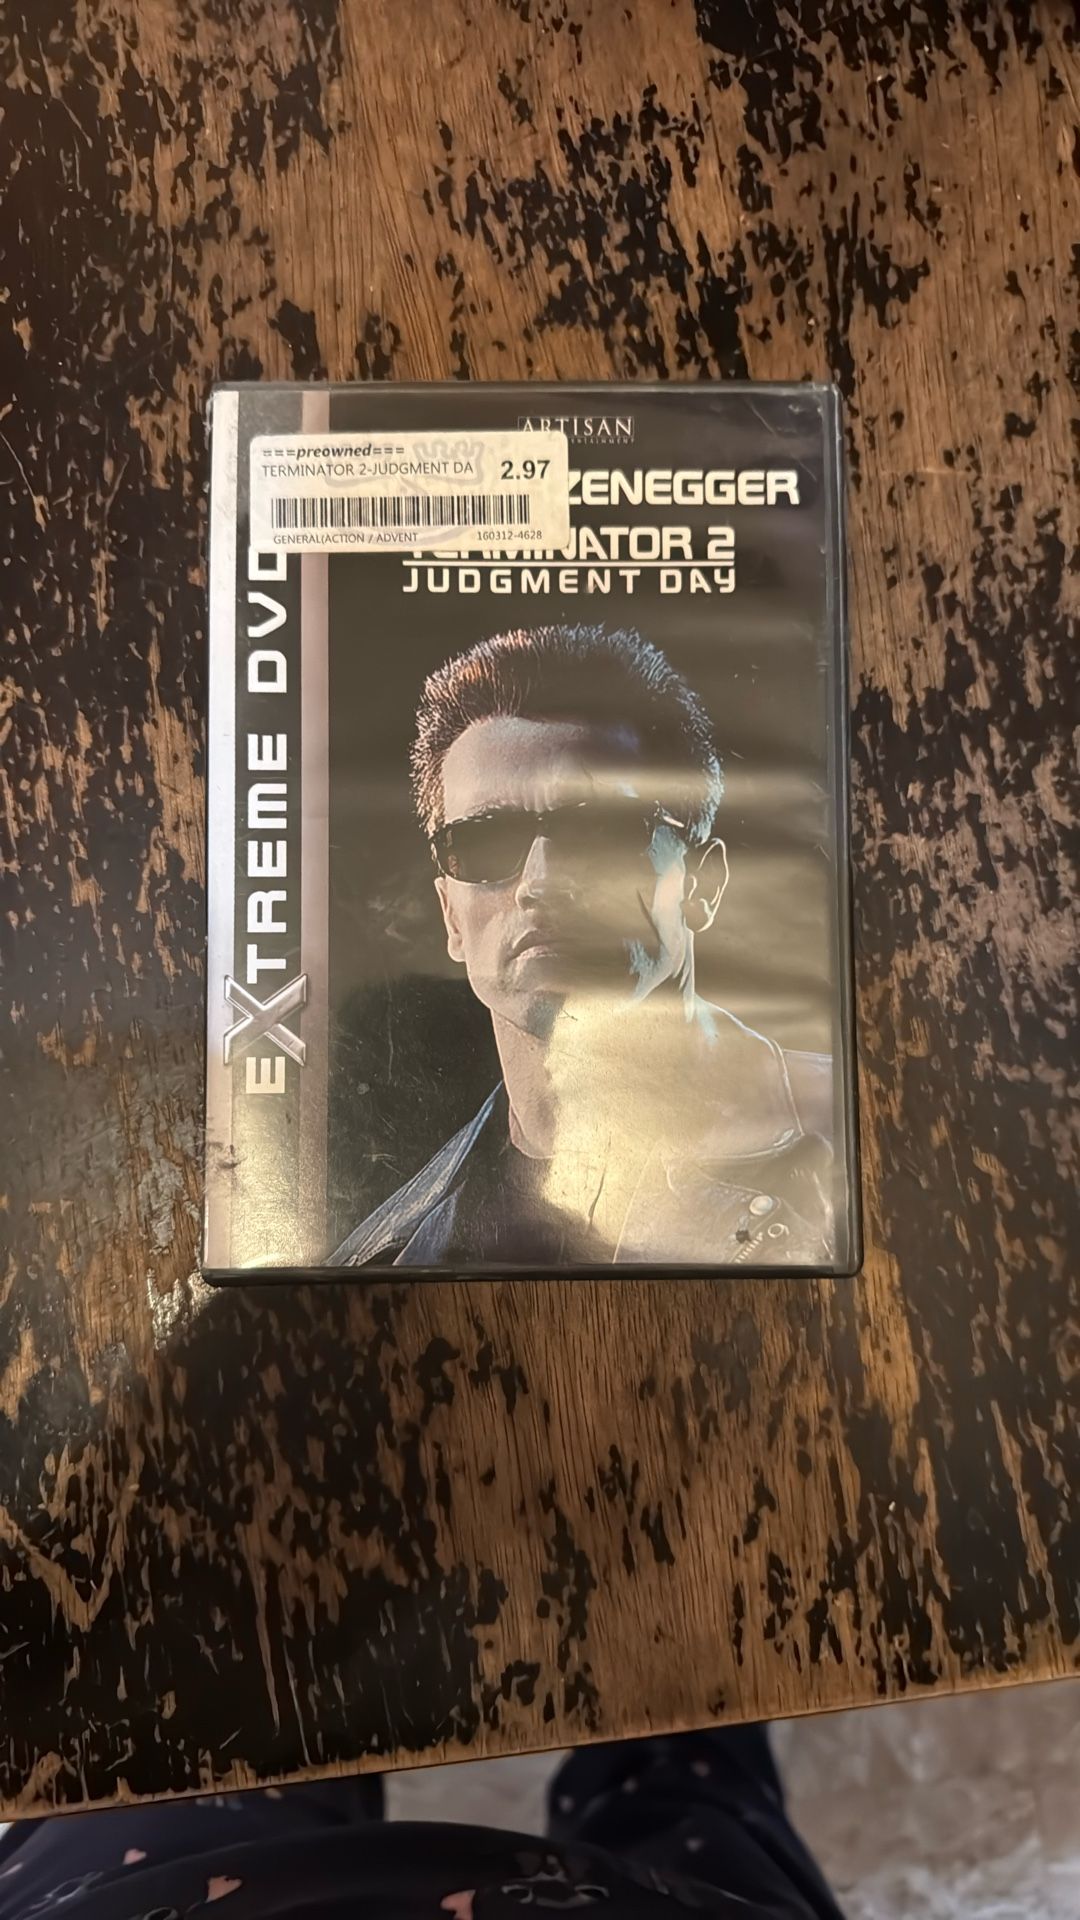 ARTISAN
ENTERTAINMENT
===preowned===
TERMINATOR 2-JUDGMENT DA 2.97
GENERAL(ACTION / ADVENT 160312-4628
ZENEGGER
TERMINATOR 2
JUDGMENT DAY
EXTREME DVD